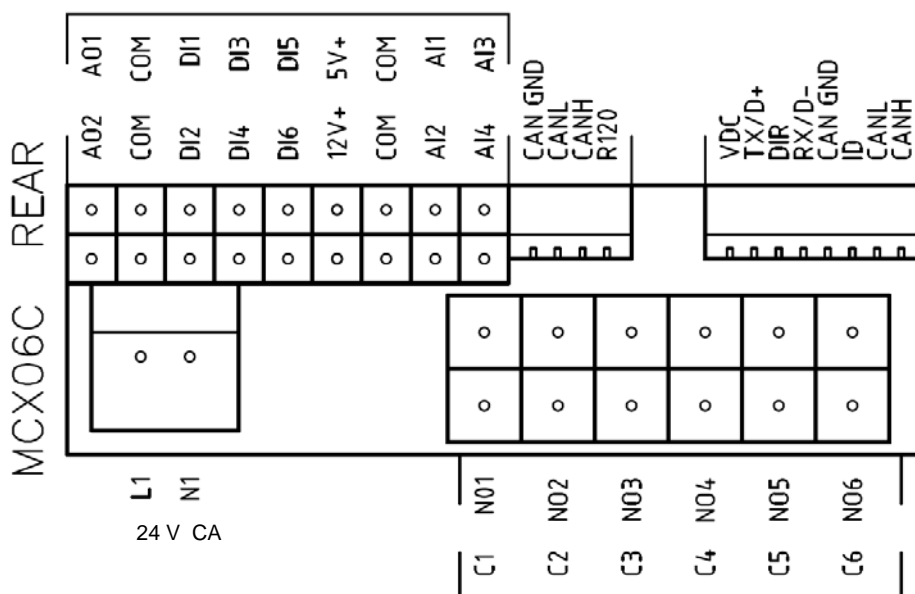 AO1 COM DI1 DI3 DI5 5V+ COM AI1 AI3
AO2 COM DI2 DI4 DI6 12V+ COM AI2 AI4
CAN GND
CANL
CANH
R120
VDC
TX/D+
DIR
RX/D-
CAN GND
ID
CANL
CANH
MCX06C REAR
L1 N1
24 V CA
NO1 NO2 NO3 NO4 NO5 NO6
C1 C2 C3 C4 C5 C6